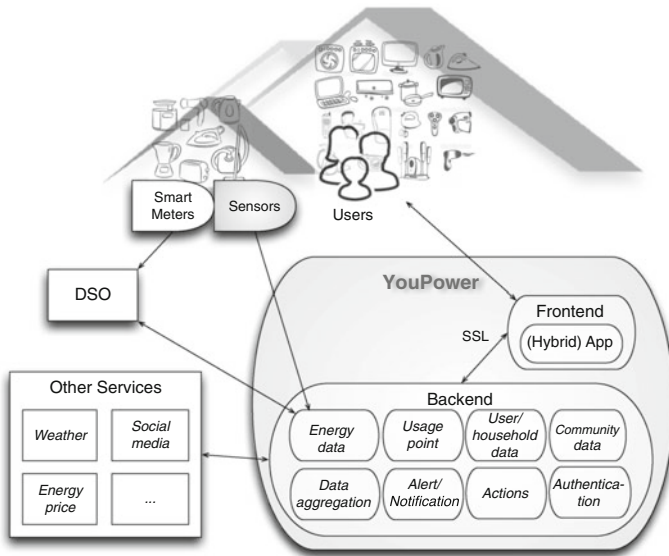 Smart
Meters
Sensors
Users
DSO
YouPower
Frontend
(Hybrid) App
SSL
Other Services
Weather
Social
media
Energy
price
...
Backend
Energy
data
Usage
point
User/
household
data
Community
data
Data
aggregation
Alert/
Notification
Actions
Authentica-
tion